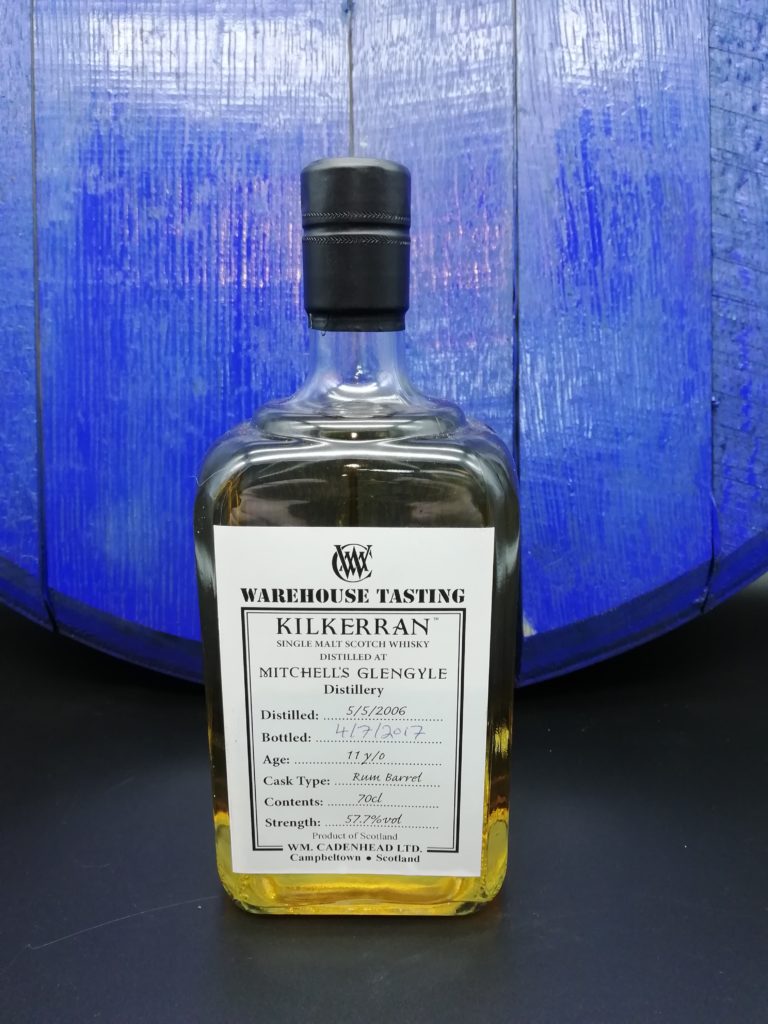 WC
WAREHOUSE TASTING
KILKERRAN™
SINGLE MALT SCOTCH WHISKY
DISTILLED AT
MITCHELL'S GLENGYLE
Distillery
Distilled: 5/5/2006
Bottled: 4/7/2017
Age: 11 y/o
Cask Type: Rum Barrel
Contents: 70cl
Strength: 57.7%vol
Product of Scotland
WM. CADENHEAD LTD.
Campbeltown • Scotland